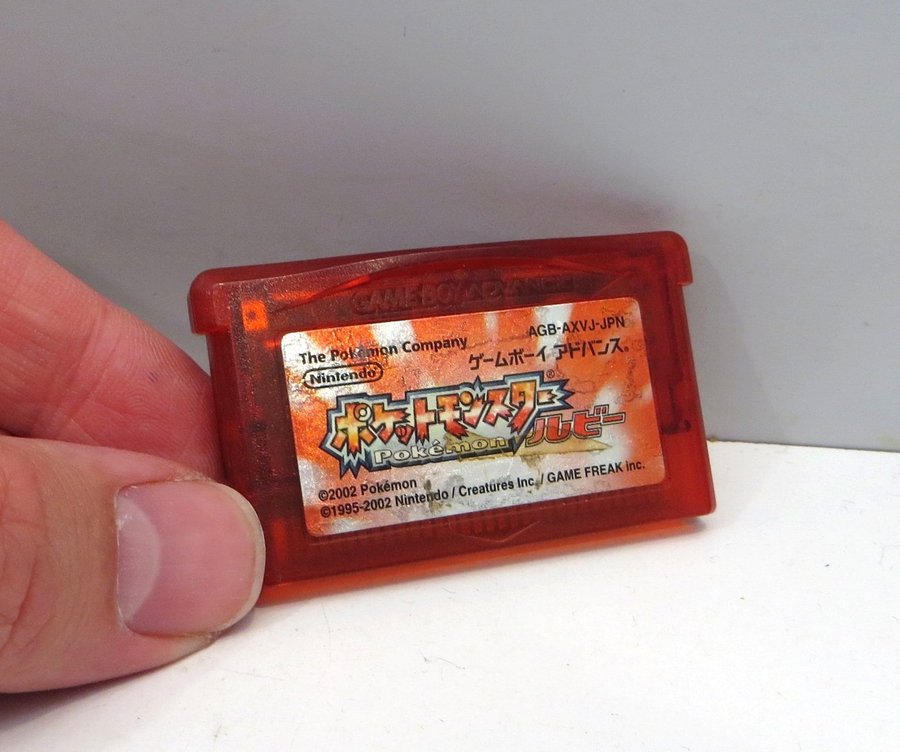 GAME BOY ADVANCE
AGB-AXVJ-JPN
The Pokémon Company
ゲームボーイ アドバンス®
Nintendo®
ポケットモンスター®
Pokémon
ルビー
©2002 Pokémon
©1995-2002 Nintendo / Creatures Inc. / GAME FREAK inc.